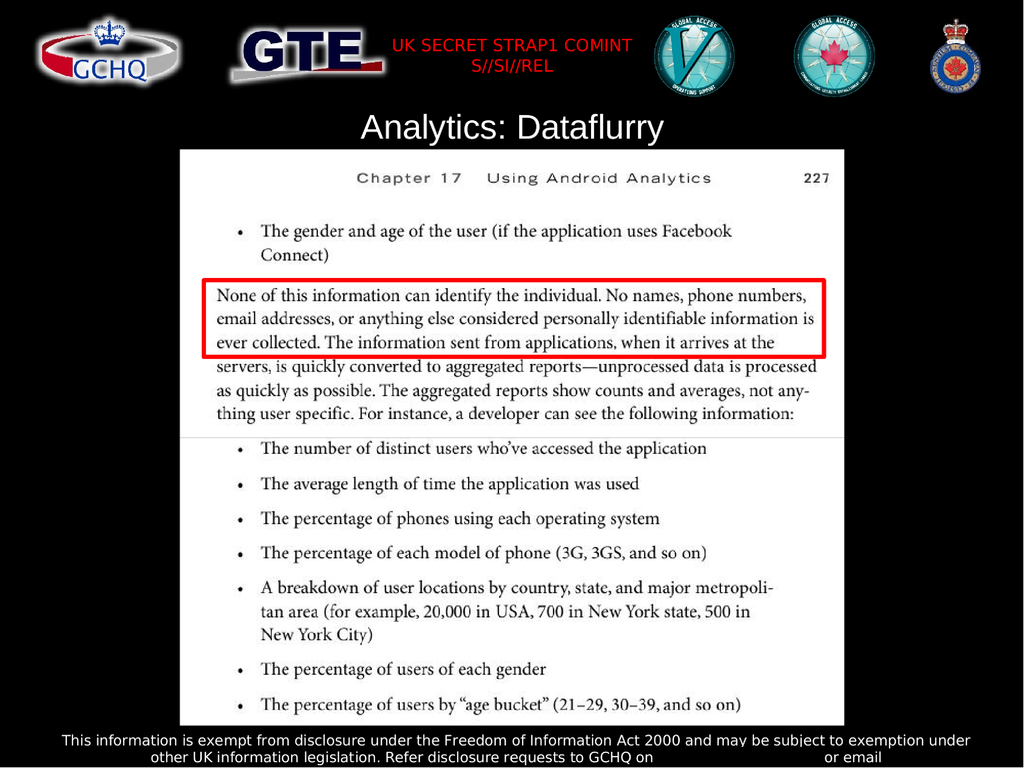 GCHQ
GTE
UK SECRET STRAP1 COMINT
S//SI//REL
GLOBAL ACCESS
V
OPERATIONS SUPPORT
GLOBAL ACCESS
Analytics: Dataflurry
Chapter 17 Using Android Analytics 227
• The gender and age of the user (if the application uses Facebook
Connect)
None of this information can identify the individual. No names, phone numbers,
email addresses, or anything else considered personally identifiable information is
ever collected. The information sent from applications, when it arrives at the
servers, is quickly converted to aggregated reports—unprocessed data is processed
as quickly as possible. The aggregated reports show counts and averages, not any-
thing user specific. For instance, a developer can see the following information:
• The number of distinct users who’ve accessed the application
• The average length of time the application was used
• The percentage of phones using each operating system
• The percentage of each model of phone (3G, 3GS, and so on)
• A breakdown of user locations by country, state, and major metropoli-
tan area (for example, 20,000 in USA, 700 in New York state, 500 in
New York City)
• The percentage of users of each gender
• The percentage of users by “age bucket” (21–29, 30–39, and so on)
This information is exempt from disclosure under the Freedom of Information Act 2000 and may be subject to exemption under
other UK information legislation. Refer disclosure requests to GCHQ on or email